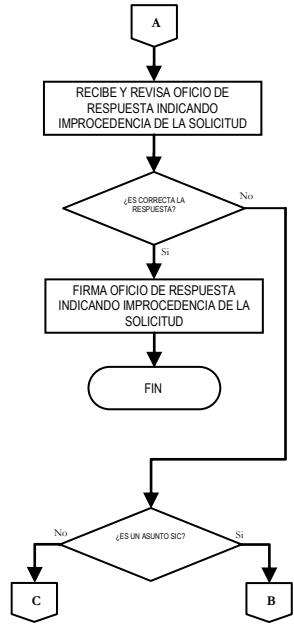 A
RECIBE Y REVISA OFICIO DE
RESPUESTA INDICANDO
IMPROCEDENCIA DE LA SOLICITUD
¿ES CORRECTA LA
RESPUESTA?
No
Si
FIRMA OFICIO DE RESPUESTA
INDICANDO IMPROCEDENCIA DE LA
SOLICITUD
FIN
No
¿ES UN ASUNTO SIC?
Si
C
B